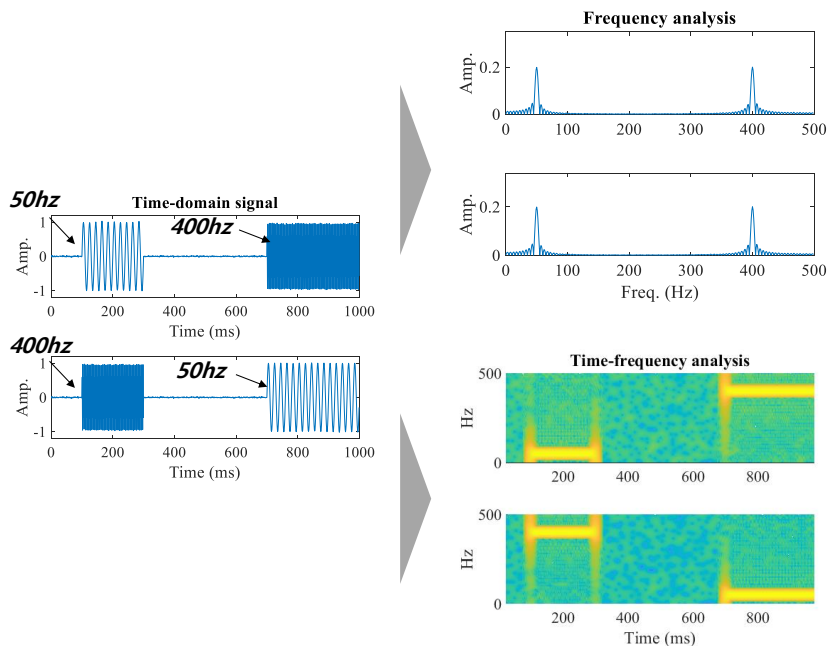 Time-domain signal
50hz
400hz
1
0
-1
Amp.
0 200 400 600 800 1000
Time (ms)
400hz
50hz
1
0
-1
Amp.
0 200 400 600 800 1000
Time (ms)
Frequency analysis
Amp.
0.2
0
0 100 200 300 400 500
Amp.
0.2
0
0 100 200 300 400 500
Freq. (Hz)
Time-frequency analysis
500
Hz
0
200 400 600 800
500
Hz
0
200 400 600 800
Time (ms)